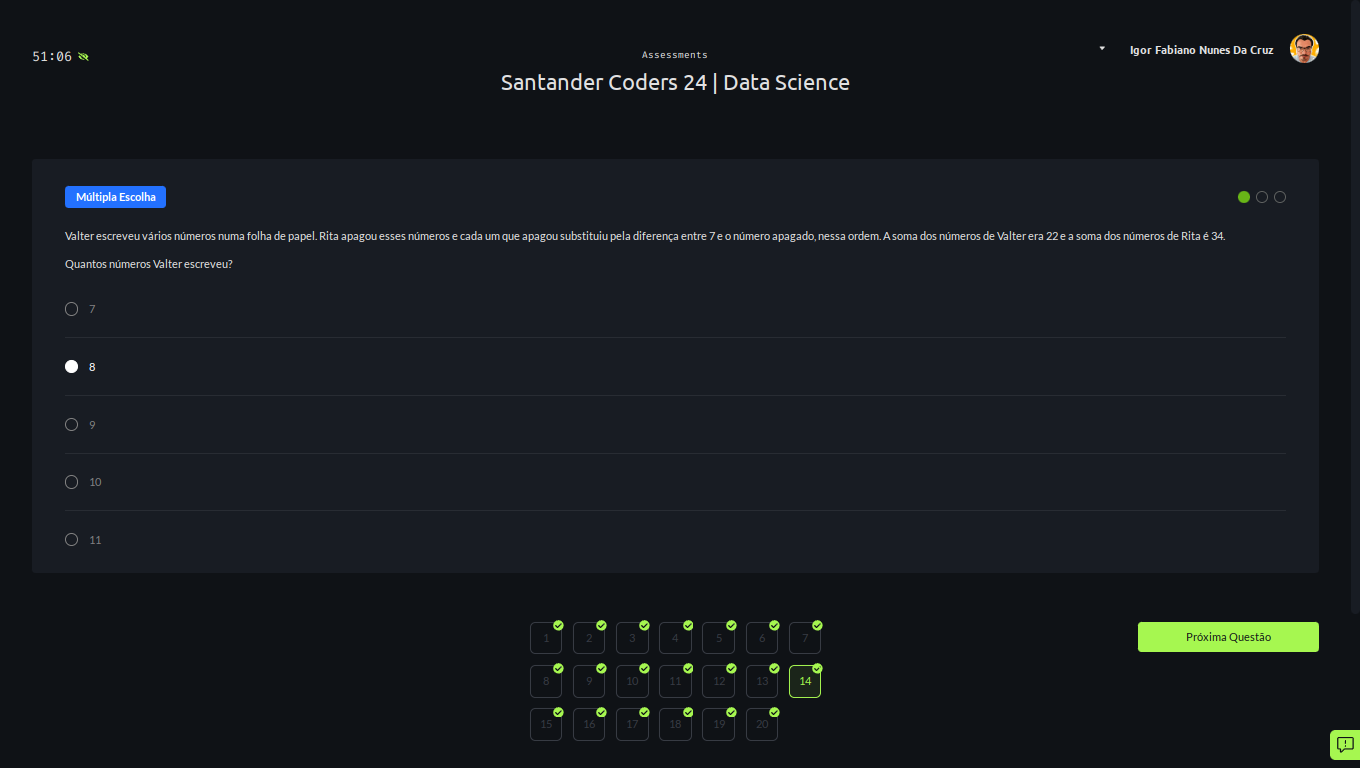 51:06
Assessments
Santander Coders 24 | Data Science
Igor Fabiano Nunes Da Cruz
Múltipla Escolha
Valter escreveu vários números numa folha de papel. Rita apagou esses números e cada um que apagou substituiu pela diferença entre 7 e o número apagado, nessa ordem. A soma dos números de Valter era 22 e a soma dos números de Rita é 34.
Quantos números Valter escreveu?
7
8
9
10
11
1 2 3 4 5 6 7
8 9 10 11 12 13 14
15 16 17 18 19 20
Próxima Questão